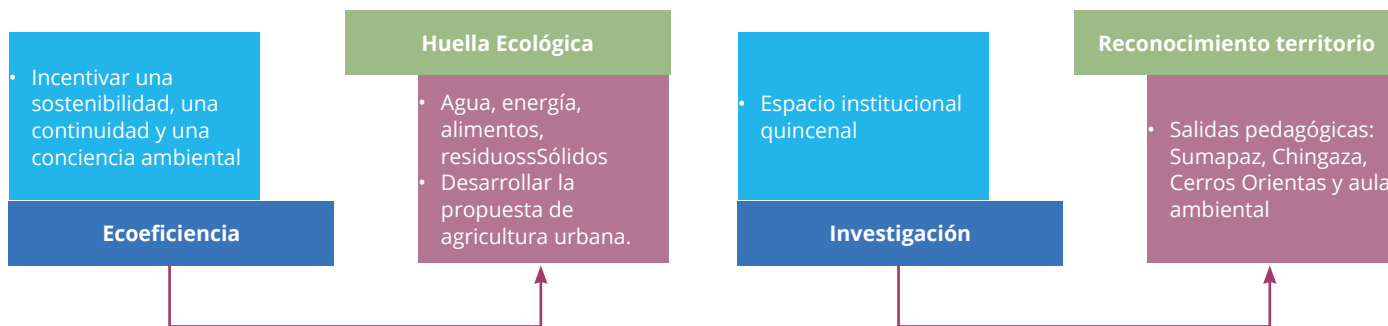 • Incentivar una
sostenibilidad, una
continuidad y una
conciencia ambiental
Ecoeficiencia
Huella Ecológica
• Agua, energía,
alimentos,
residuossSólidos
• Desarrollar la
propuesta de
agricultura urbana.
• Espacio institucional
quincenal
Investigación
Reconocimiento territorio
• Salidas pedagógicas:
Sumapaz, Chingaza,
Cerros Orientas y aula
ambiental